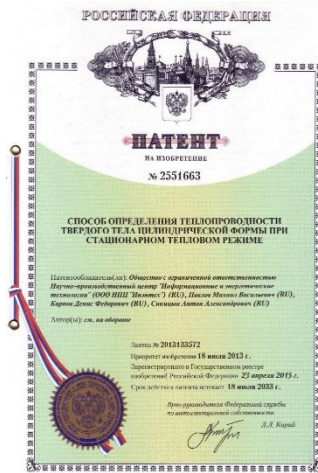 РОССИЙСКАЯ ФЕДЕРАЦИЯ
ПАТЕНТ
НА ИЗОБРЕТЕНИЕ
№ 2551663
СПОСОБ ОПРЕДЕЛЕНИЯ ТЕПЛОПРОВОДНОСТИ
ТВЕРДОГО ТЕЛА ЦИЛИНДРИЧЕСКОЙ ФОРМЫ ПРИ
СТАЦИОНАРНОМ ТЕПЛОВОМ РЕЖИМЕ
Патентообладатель(ли): Общество с ограниченной ответственностью
Научно-производственный центр "Информационные и энергетические
технологии" (ООО НПЦ "Инэнтех") (RU), Павлов Михаил Васильевич (RU),
Карпов Денис Федорович (RU), Синицын Антон Александрович (RU)
Автор(ы): см. на обороте
Заявка № 2013133572
Приоритет изобретения 18 июля 2013 г.
Зарегистрировано в Государственном реестре
изобретений Российской Федерации 23 апреля 2015 г.
Срок действия патента истекает 18 июля 2033 г.
Врио руководителя Федеральной службы
по интеллектуальной собственности
Л.Л. Кирий